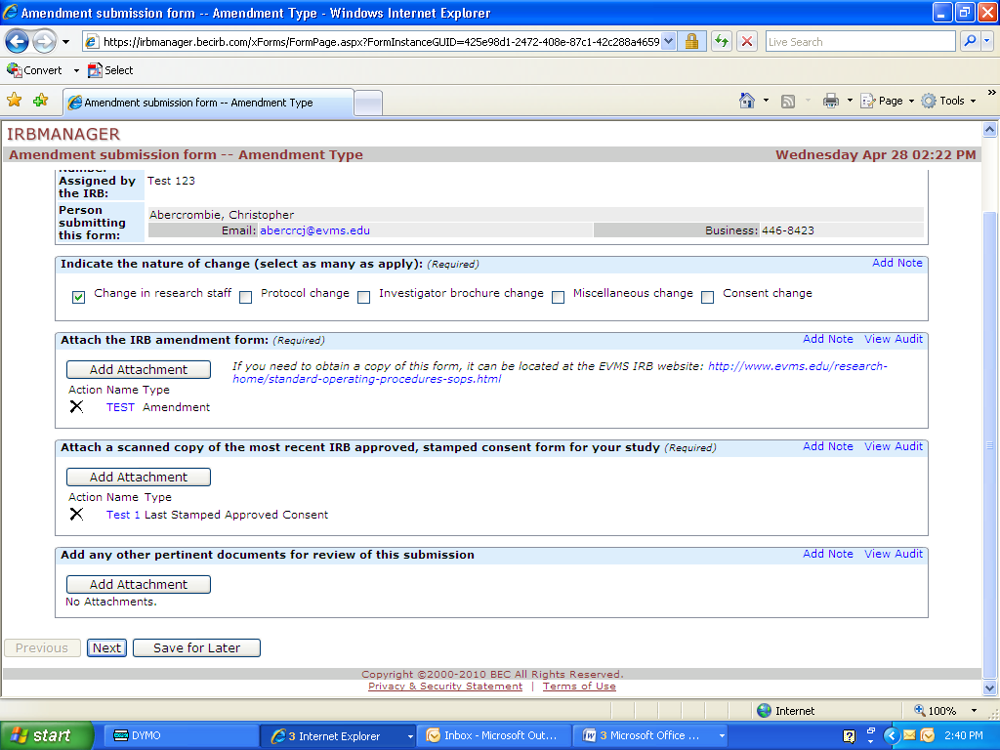 Amendment submission form -- Amendment Type - Windows Internet Explorer
https://irbmanager.becirb.com/xForms/FormPage.aspx?FormInstanceGUID=425e98d1-2472-408e-87c1-42c288a4659
Live Search
Convert Select
Amendment submission form -- Amendment Type
Page Tools
IRBMANAGER
Amendment submission form -- Amendment Type Wednesday Apr 28 02:22 PM
Assigned by the IRB: Test 123
Person submitting this form: Abercrombie, Christopher
Email: abercrcj@evms.edu Business: 446-8423
Indicate the nature of change (select as many as apply): (Required) Add Note
Change in research staff Protocol change Investigator brochure change Miscellaneous change Consent change
Attach the IRB amendment form: (Required) Add Note View Audit
Add Attachment
If you need to obtain a copy of this form, it can be located at the EVMS IRB website: http://www.evms.edu/research-
home/standard-operating-procedures-sops.html
Action Name Type
TEST Amendment
Attach a scanned copy of the most recent IRB approved, stamped consent form for your study (Required) Add Note View Audit
Add Attachment
Action Name Type
Test 1 Last Stamped Approved Consent
Add any other pertinent documents for review of this submission Add Note View Audit
Add Attachment
No Attachments.
Previous Next Save for Later
Copyright ©2000-2010 BEC All Rights Reserved.
Privacy & Security Statement | Terms of Use
Internet 100%
start DYMO 3 Internet Explorer Inbox - Microsoft Out... 3 Microsoft Office ... 2:40 PM